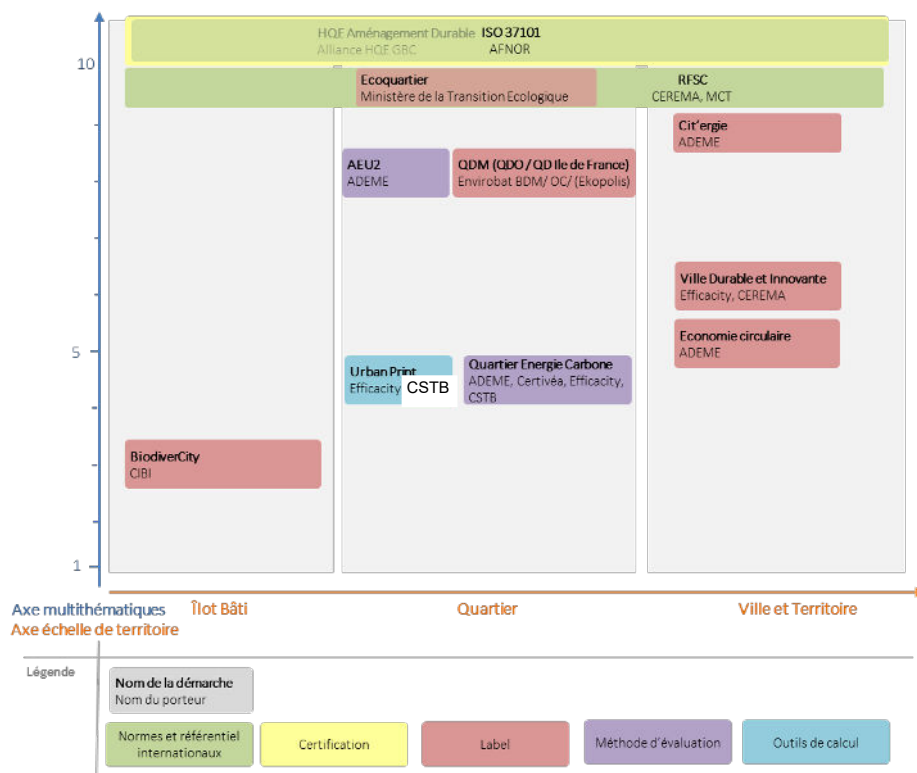 HQE Aménagement Durable ISO 37101
Alliance HQE GBC AFNOR
10
Ecoquartier
Ministère de la Transition Ecologique
RFSC
CEREMA, MCT
Cit'ergie
ADEME
AEU2
ADEME
QDM (QDO / QD Ile de France)
Envirobat BDM/ OC/ (Ekopolis)
Ville Durable et Innovante
Efficacity, CEREMA
Economie circulaire
ADEME
5
Urban Print
Efficacity CSTB
Quartier Energie Carbone
ADEME, Certivéa, Efficacity,
CSTB
BiodiverCity
CIBI
1
Axe multithématiques
Axe échelle de territoire
Îlot Bâti
Quartier
Ville et Territoire
Légende
Nom de la démarche
Nom du porteur
Normes et référentiel
internationaux
Certification
Label
Méthode d'évaluation
Outils de calcul